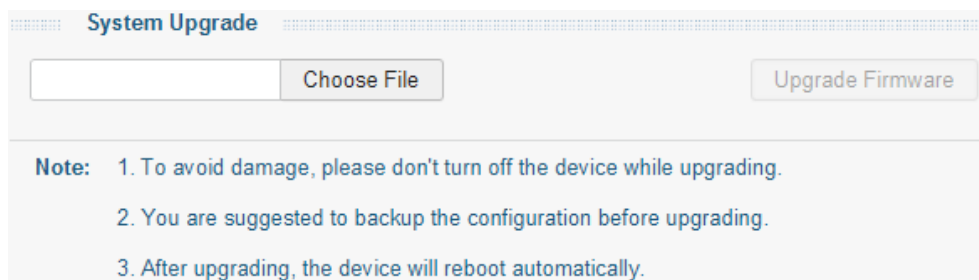 System Upgrade
Choose File Upgrade Firmware
Note: 1. To avoid damage, please don't turn off the device while upgrading.
2. You are suggested to backup the configuration before upgrading.
3. After upgrading, the device will reboot automatically.